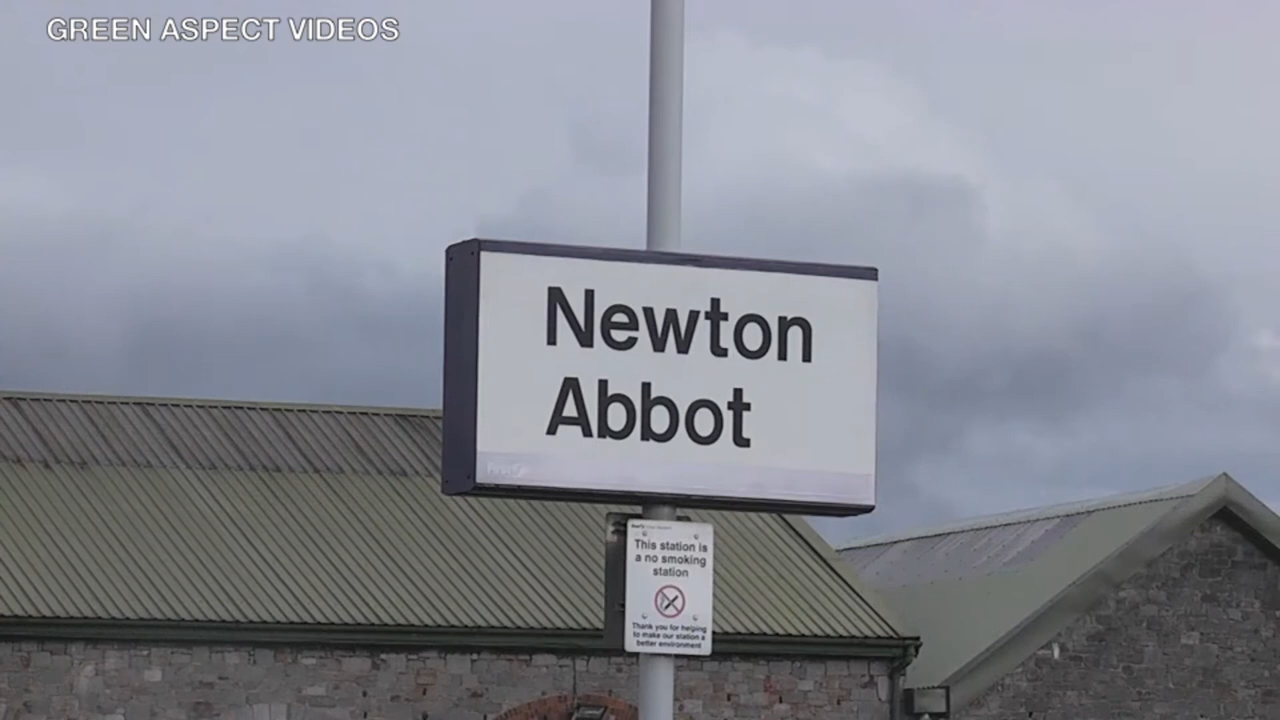 GREEN ASPECT VIDEOS
Newton
Abbot
First
This station is
a no smoking
station
Thank you for helping
to make our station a
better environment